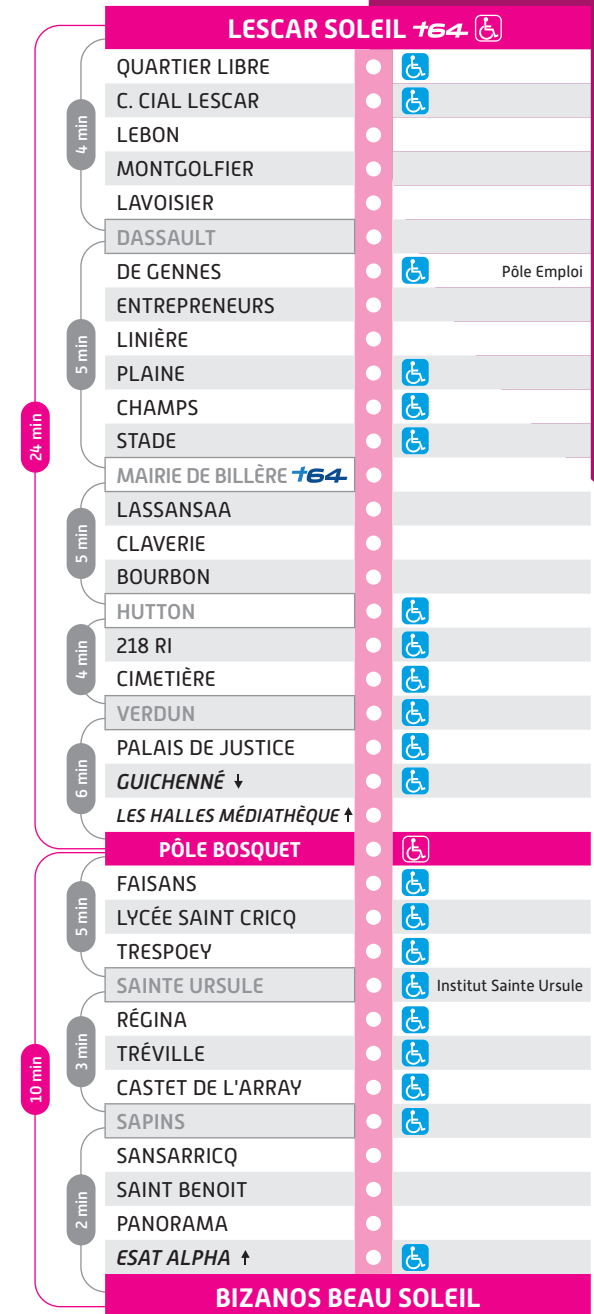 LESCAR SOLEIL +64
QUARTIER LIBRE
C. CIAL LESCAR
4 min
LEBON
MONTGOLFIER
LAVOISIER
DASSAULT
DE GENNES Pôle Emploi
ENTREPRENEURS
LINIÈRE
5 min
PLAINE
CHAMPS
24 min
STADE
MAIRIE DE BILLÈRE +64
LASSANSAA
5 min
CLAVERIE
BOURBON
HUTTON
218 RI
4 min
CIMETIÈRE
VERDUN
PALAIS DE JUSTICE
6 min
GUICHENNÉ ↓
LES HALLES MÉDIATHÈQUE ↑
PÔLE BOSQUET
FAISANS
5 min
LYCÉE SAINT CRICQ
TRESPOEY
SAINTE URSULE Institut Sainte Ursule
RÉGINA
3 min
TRÉVILLE
10 min
CASTET DE L'ARRAY
SAPINS
SANSARRICQ
2 min
SAINT BENOIT
PANORAMA
ESAT ALPHA ↑
BIZANOS BEAU SOLEIL